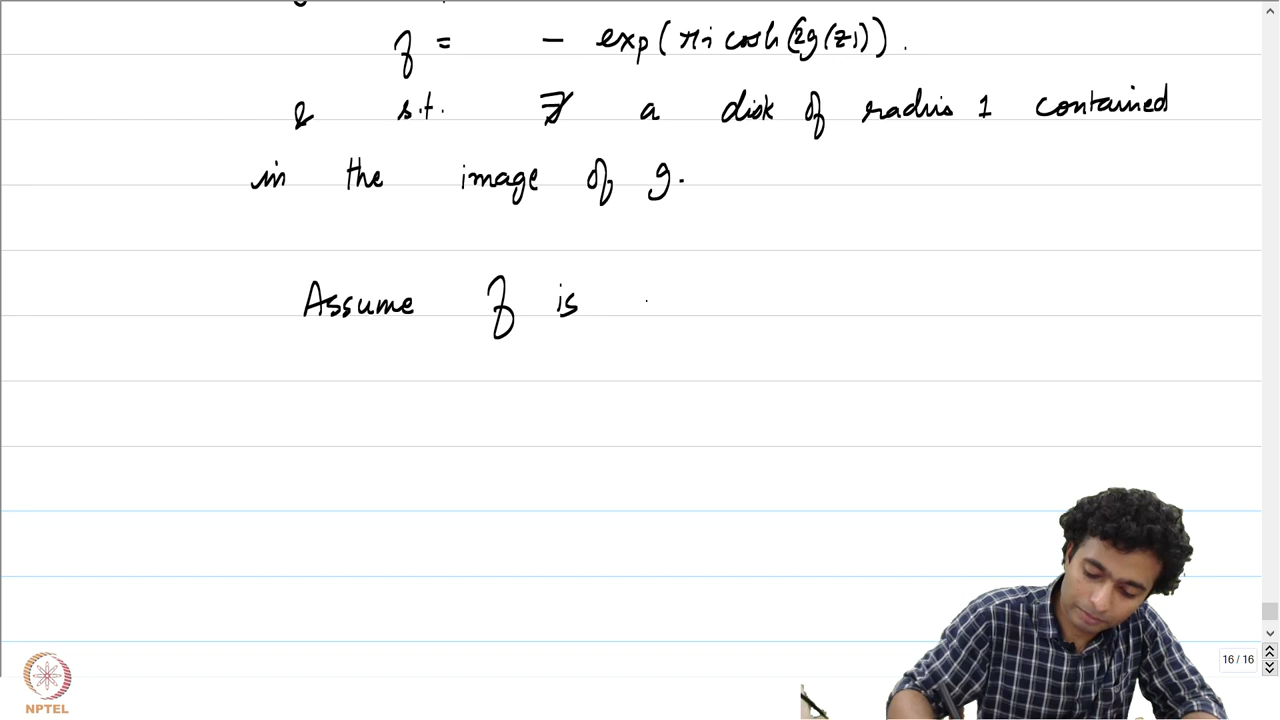 f = - exp(πi cosh(2g(z))).
& s.t. ∄ a disk of radius 1 contained
in the image of g.
Assume f is
16 / 16
NPTEL